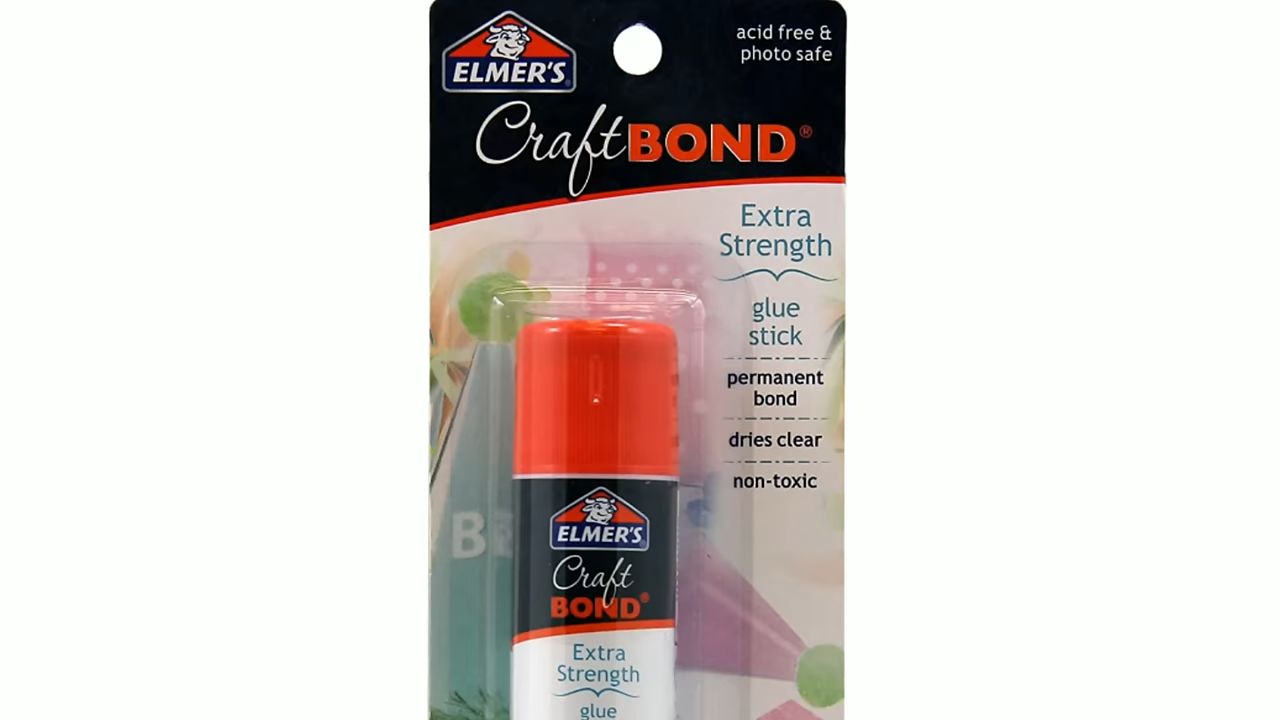 ELMER'S
acid free &
photo safe
CraftBOND®
Extra
Strength
glue
stick
permanent
bond
dries clear
non-toxic
ELMER'S
Craft
BOND®
Extra
Strength
glue